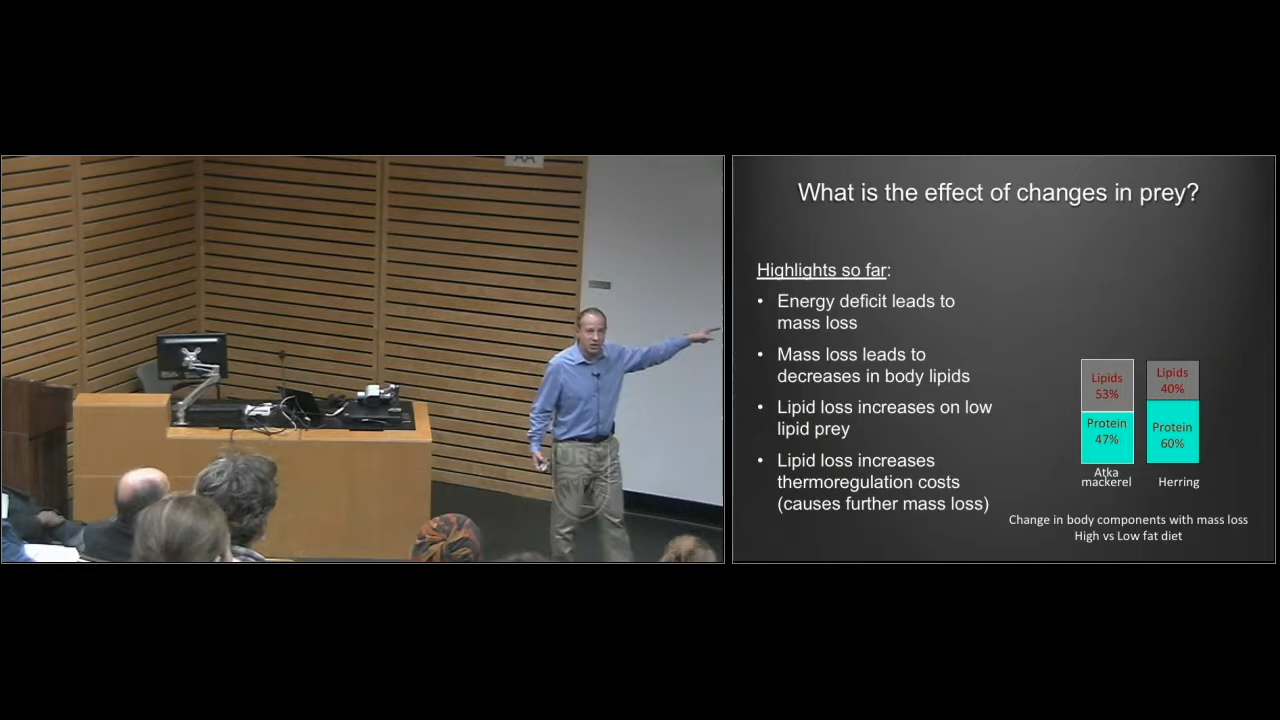 What is the effect of changes in prey?
Highlights so far:
• Energy deficit leads to
mass loss
• Mass loss leads to
decreases in body lipids
• Lipid loss increases on low
lipid prey
• Lipid loss increases
thermoregulation costs
(causes further mass loss)
Lipids
53%
Protein
47%
Atka
mackerel
Lipids
40%
Protein
60%
Herring
Change in body components with mass loss
High vs Low fat diet